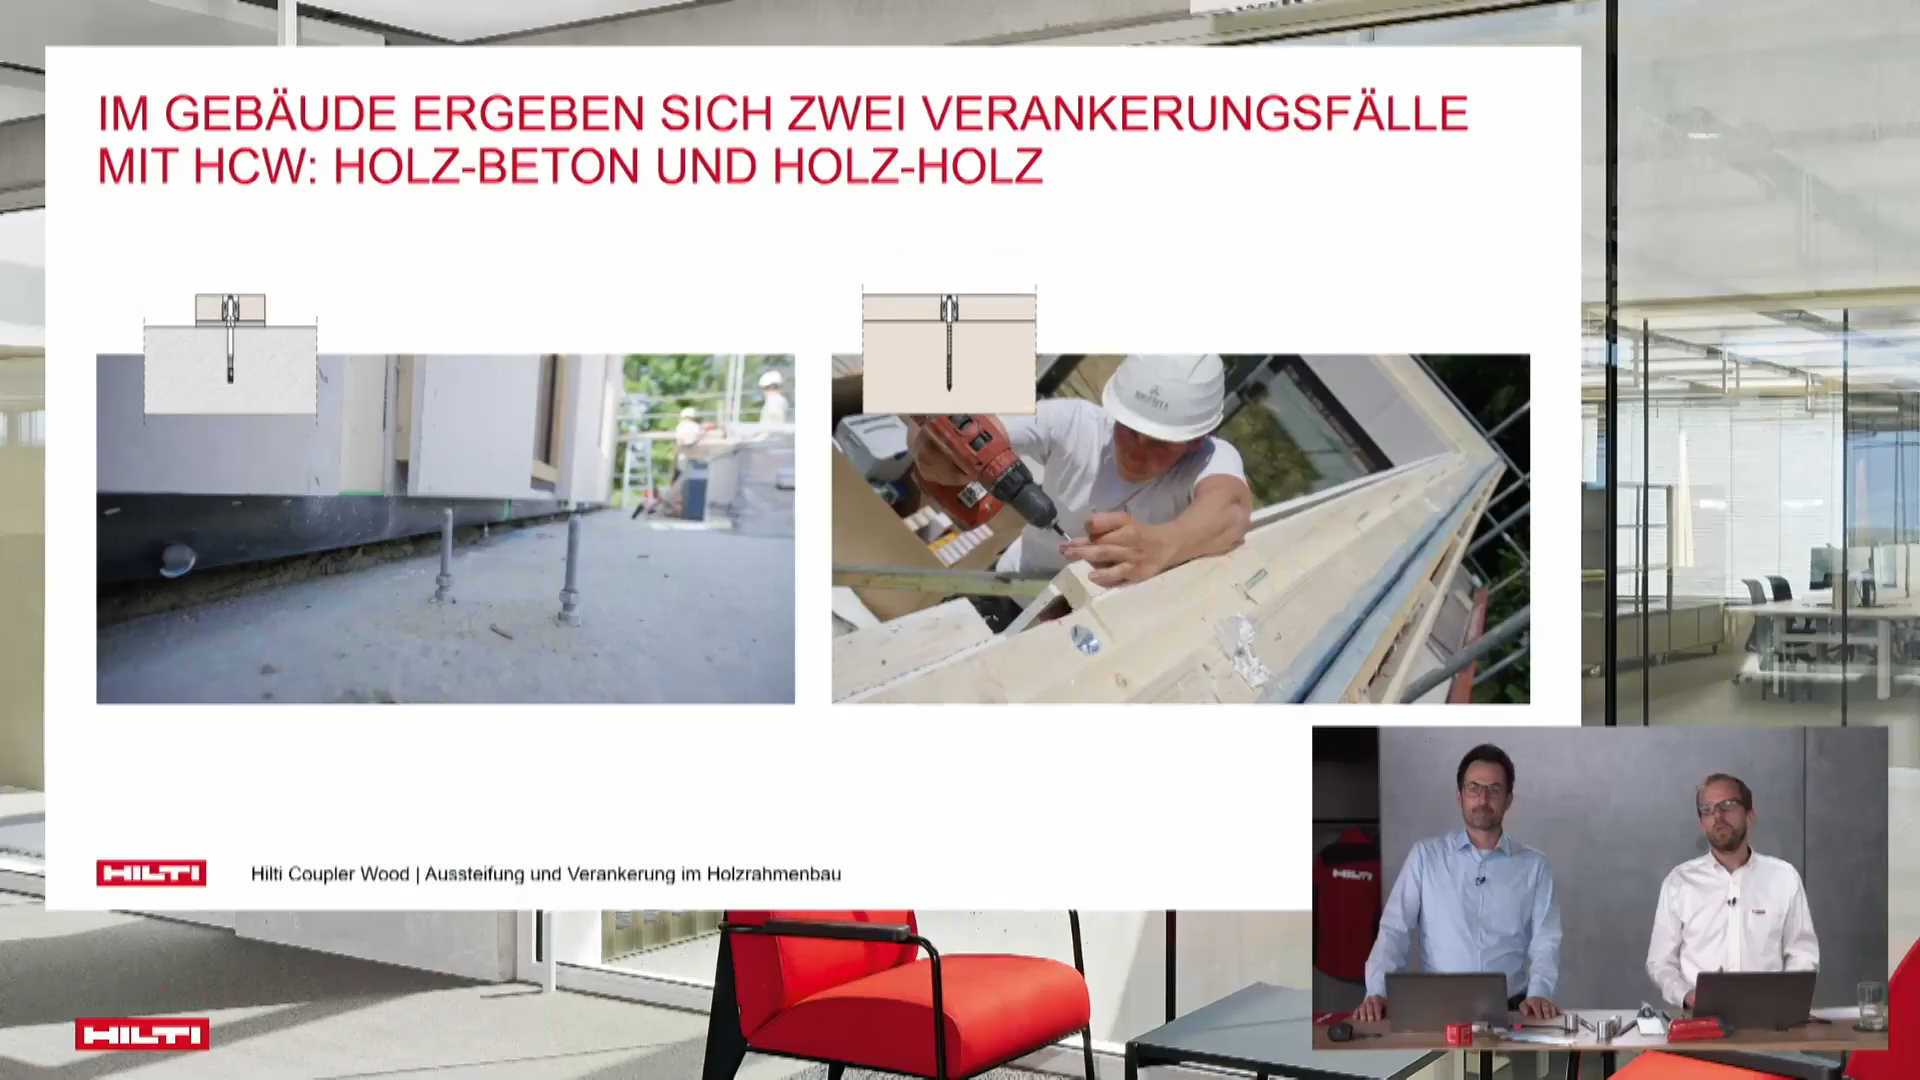 IM GEBÄUDE ERGEBEN SICH ZWEI VERANKERUNGSFÄLLE
MIT HCW: HOLZ-BETON UND HOLZ-HOLZ
HILTI
Hilti Coupler Wood | Aussteifung und Verankerung im Holzrahmenbau
HILTI
HILTI